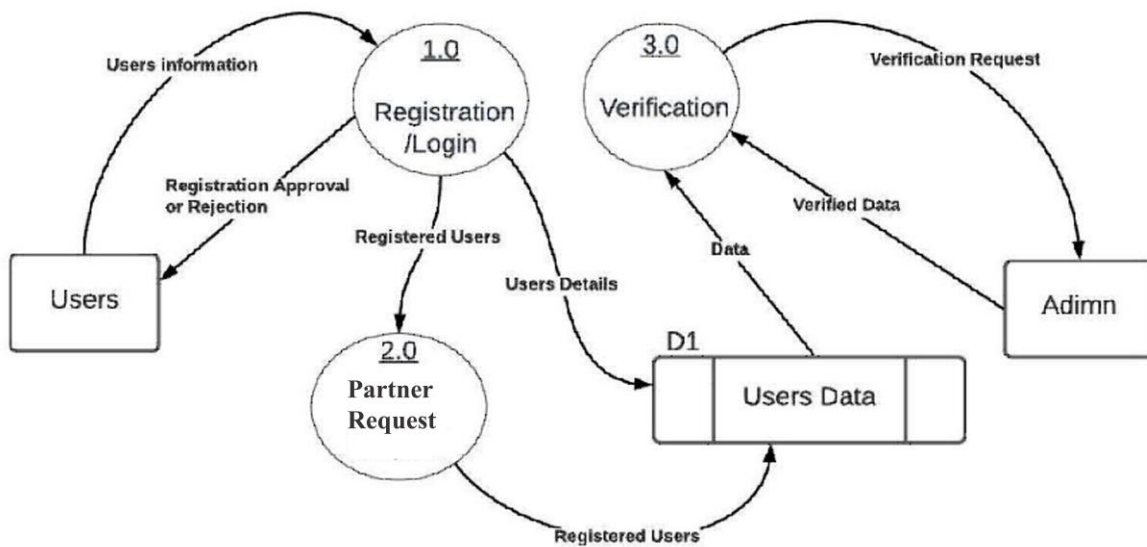 1.0
Registration
/Login
3.0
Verification
Users information
Verification Request
Registration Approval
or Rejection
Registered Users
Users Details
Data
Verified Data
Users
Adimn
2.0
Partner
Request
D1
Users Data
Registered Users